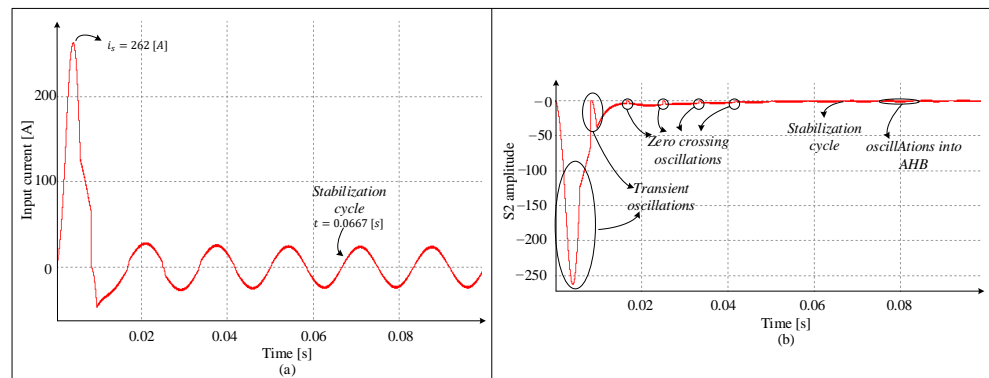 i_s = 262 [A]
Input current [A]
200
100
0
Stabilization
cycle
t = 0.0667 [s]
0.02
0.04
0.06
0.08
Time [s]
(a)
S2 amplitude
−0
−50
−100
−150
−200
−250
Zero crossing
oscillations
Transient
oscillations
Stabilization
cycle
oscillAtions into
AHB
0.02
0.04
0.06
0.08
Time [s]
(b)